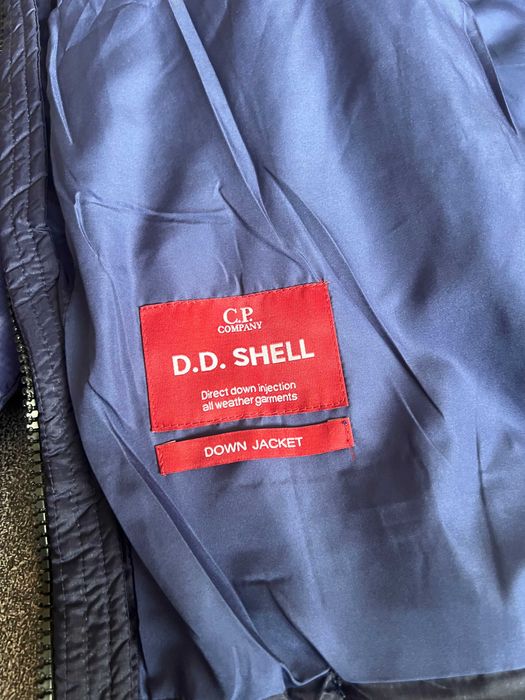 C.P.
COMPANY
D.D. SHELL
Direct down injection
all weather garments
DOWN JACKET